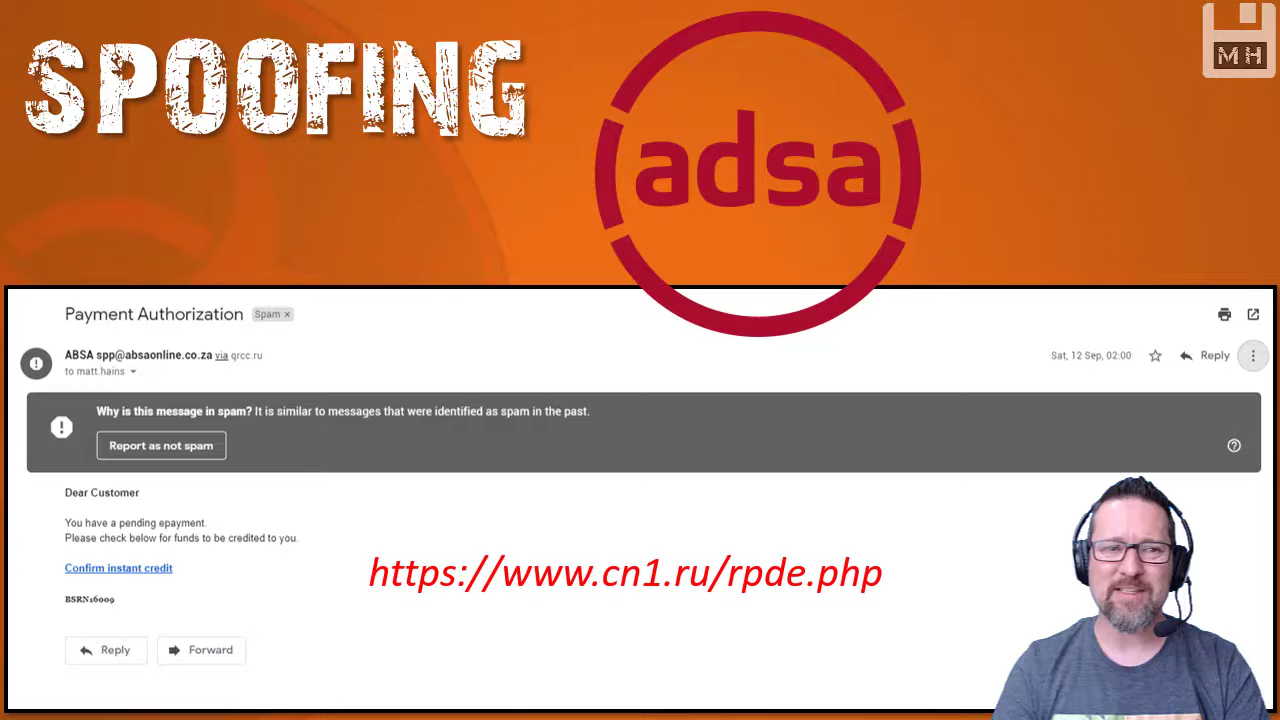 SPOOFING
MH
adsa
Payment Authorization Spam ×
ABSA spp@absaonline.co.za via qrcc.ru
Sat, 12 Sep, 02:00 Reply
to matt.hains
Why is this message in spam? It is similar to messages that were identified as spam in the past.
Report as not spam
Dear Customer
You have a pending epayment.
Please check below for funds to be credited to you.
Confirm instant credit
https://www.cn1.ru/rpde.php
BSRN16009
Reply Forward